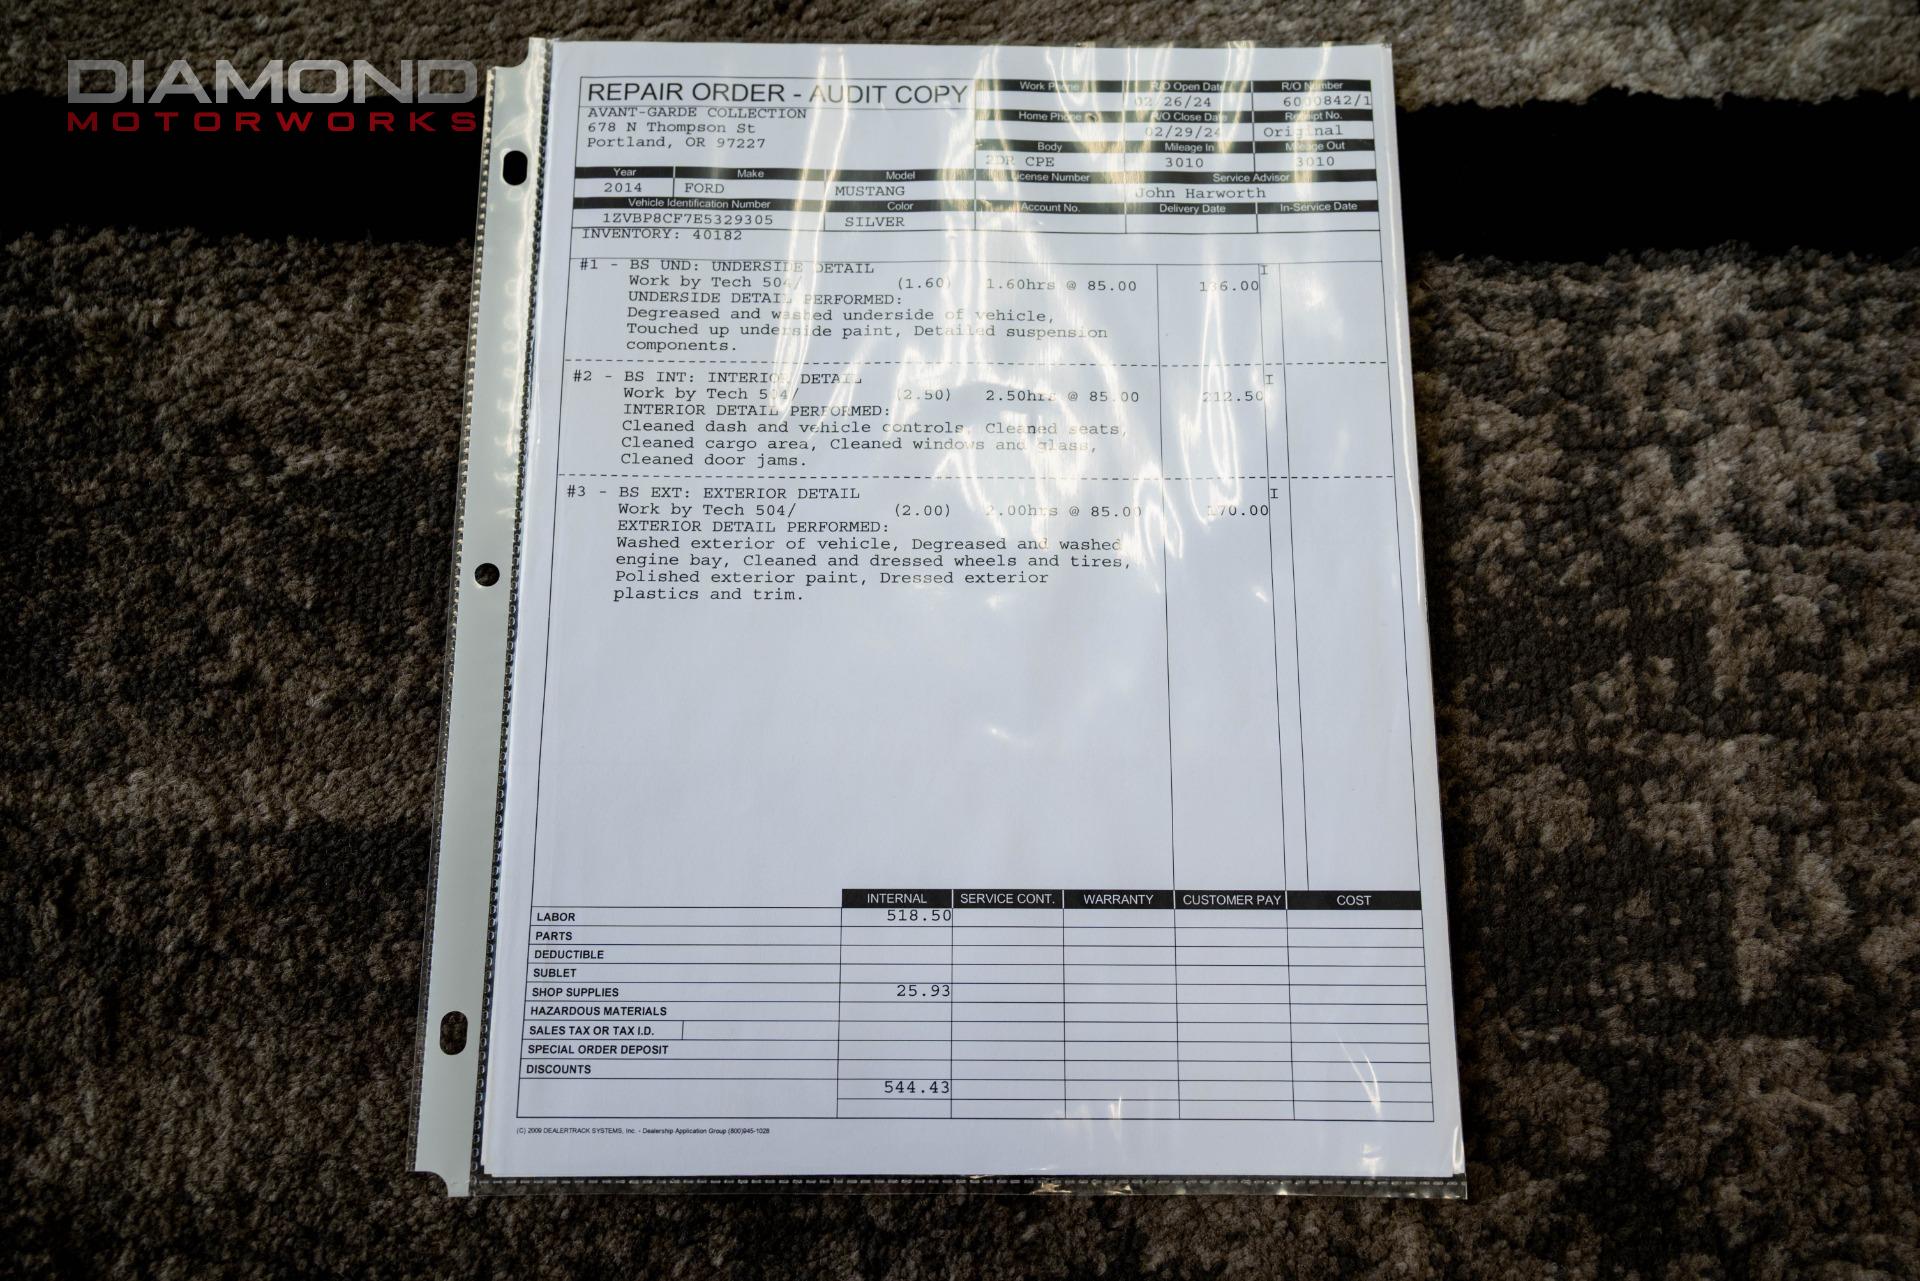 DIAMOND
MOTORWORKS
REPAIR ORDER - AUDIT COPY
AVANT-GARDE COLLECTION
678 N Thompson St
Portland, OR 97227
Work Phone R/O Open Date R/O Number
02/26/24 6000842/1
Home Phone R/O Close Date Receipt No.
02/29/24 Original
Body Mileage In Mileage Out
2DR CPE 3010 3010
Year Make Model License Number Service Advisor
2014 FORD MUSTANG John Harworth
Vehicle Identification Number Color Account No. Delivery Date In-Service Date
1ZVBP8CF7E5329305 SILVER
INVENTORY: 40182
#1 - BS UND: UNDERSIDE DETAIL I
Work by Tech 504/ (1.60) 1.60hrs @ 85.00 136.00
UNDERSIDE DETAIL PERFORMED:
Degreased and washed underside of vehicle,
Touched up underside paint, Detailed suspension
components.
#2 - BS INT: INTERIOR DETAIL I
Work by Tech 504/ (2.50) 2.50hrs @ 85.00 212.50
INTERIOR DETAIL PERFORMED:
Cleaned dash and vehicle controls, Cleaned seats,
Cleaned cargo area, Cleaned windows and glass,
Cleaned door jams.
#3 - BS EXT: EXTERIOR DETAIL I
Work by Tech 504/ (2.00) 2.00hrs @ 85.00 170.00
EXTERIOR DETAIL PERFORMED:
Washed exterior of vehicle, Degreased and washed
engine bay, Cleaned and dressed wheels and tires,
Polished exterior paint, Dressed exterior
plastics and trim.
INTERNAL SERVICE CONT. WARRANTY CUSTOMER PAY COST
LABOR 518.50
PARTS
DEDUCTIBLE
SUBLET
SHOP SUPPLIES 25.93
HAZARDOUS MATERIALS
SALES TAX OR TAX I.D.
SPECIAL ORDER DEPOSIT
DISCOUNTS
544.43
(C) 2009 DEALERTRACK SYSTEMS, Inc. - Dealership Application Group (800)945-1028